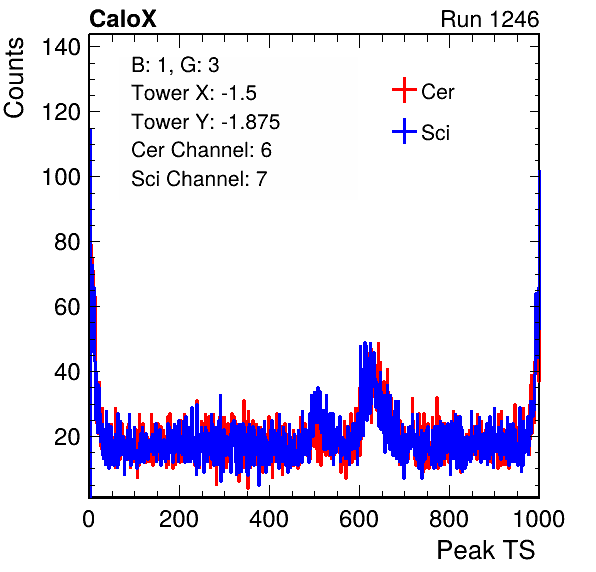 CaloX Run 1246
Counts
140
120
100
80
60
40
20
B: 1, G: 3
Tower X: -1.5
Tower Y: -1.875
Cer Channel: 6
Sci Channel: 7
Cer
Sci
0 200 400 600 800 1000
Peak TS